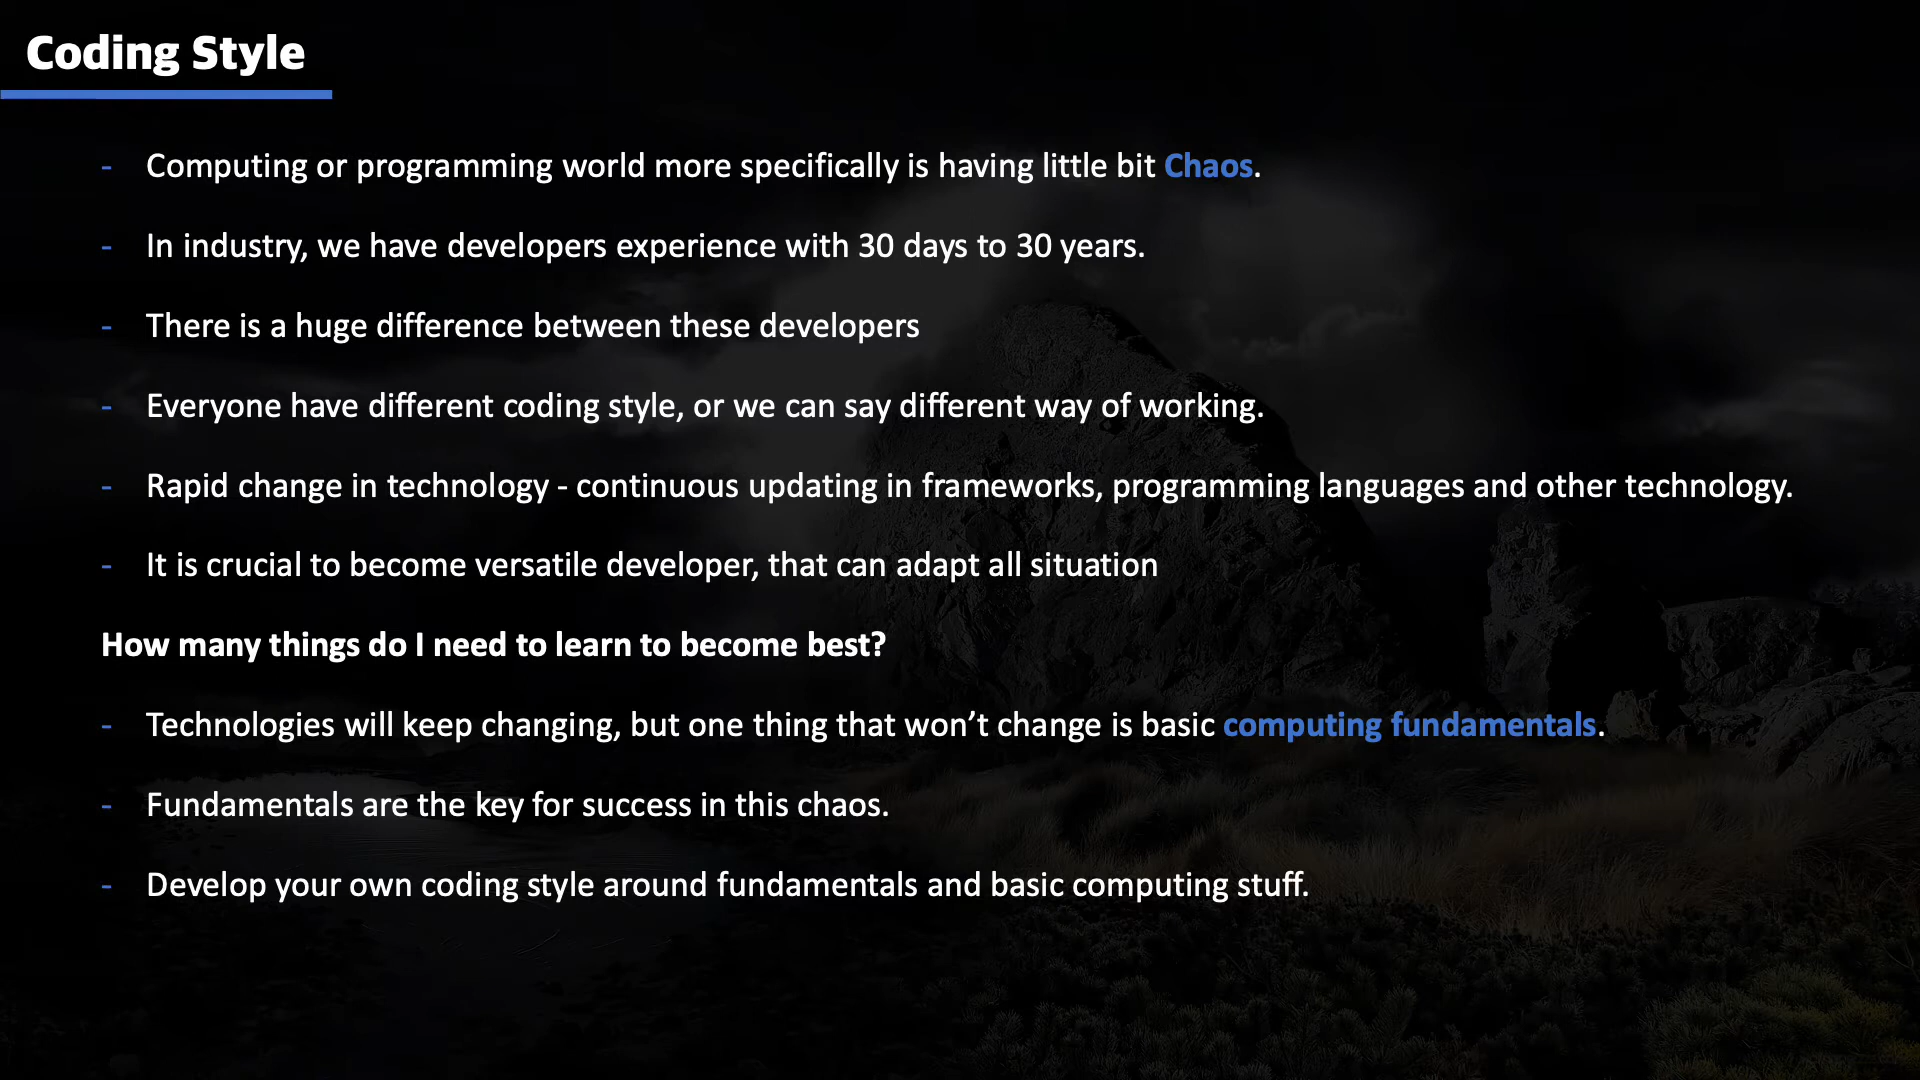 Coding Style
- Computing or programming world more specifically is having little bit Chaos.
- In industry, we have developers experience with 30 days to 30 years.
- There is a huge difference between these developers
- Everyone have different coding style, or we can say different way of working.
- Rapid change in technology - continuous updating in frameworks, programming languages and other technology.
- It is crucial to become versatile developer, that can adapt all situation
How many things do I need to learn to become best?
- Technologies will keep changing, but one thing that won’t change is basic computing fundamentals.
- Fundamentals are the key for success in this chaos.
- Develop your own coding style around fundamentals and basic computing stuff.